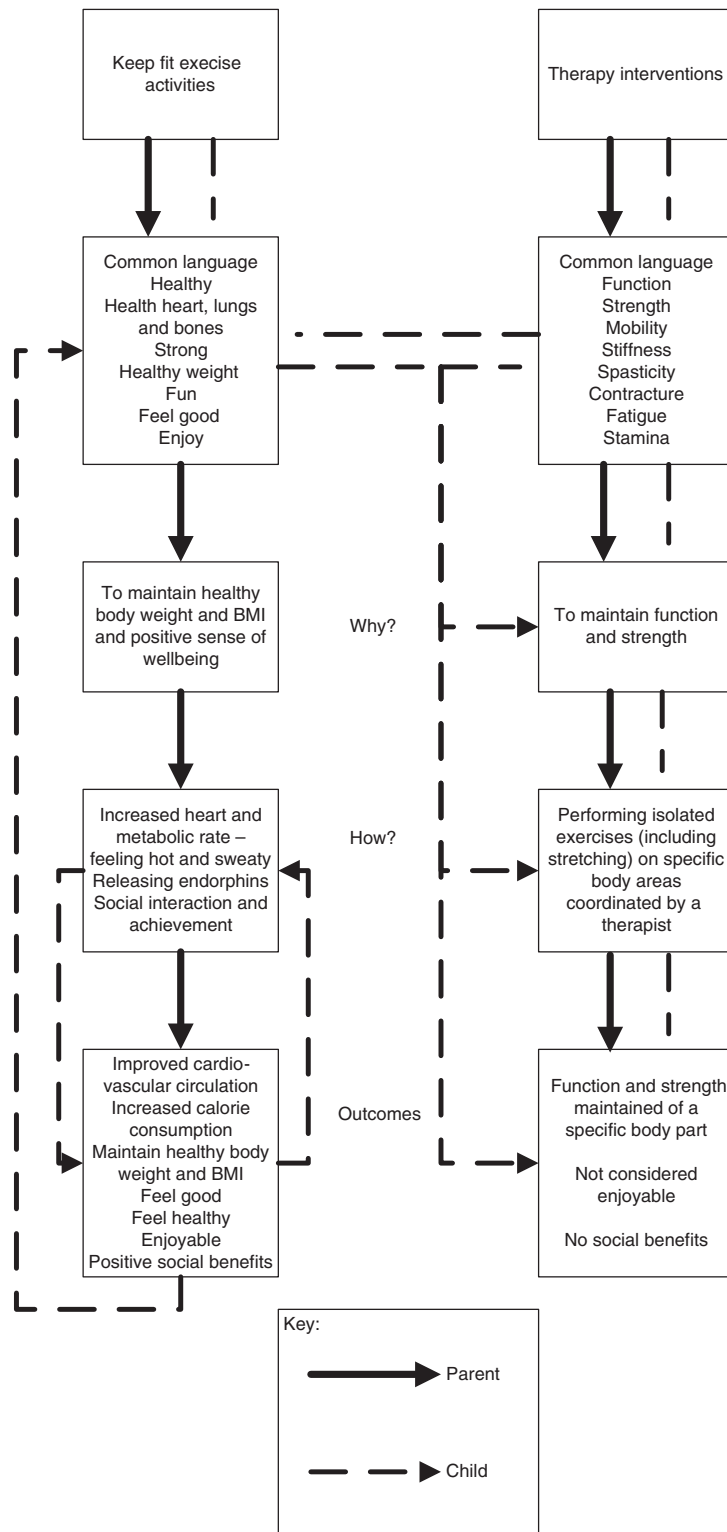 Keep fit execise
activities
Therapy interventions
Common language
Healthy
Health heart, lungs
and bones
Strong
Healthy weight
Fun
Feel good
Enjoy
Common language
Function
Strength
Mobility
Stiffness
Spasticity
Contracture
Fatigue
Stamina
To maintain healthy
body weight and BMI
and positive sense of
wellbeing
Why?
To maintain function
and strength
Increased heart and
metabolic rate –
feeling hot and sweaty
Releasing endorphins
Social interaction and
achievement
How?
Performing isolated
exercises (including
stretching) on specific
body areas
coordinated by a
therapist
Improved cardio-
vascular circulation
Increased calorie
consumption
Maintain healthy body
weight and BMI
Feel good
Feel healthy
Enjoyable
Positive social benefits
Outcomes
Function and strength
maintained of a
specific body part
Not considered
enjoyable
No social benefits
Key:
Parent
Child